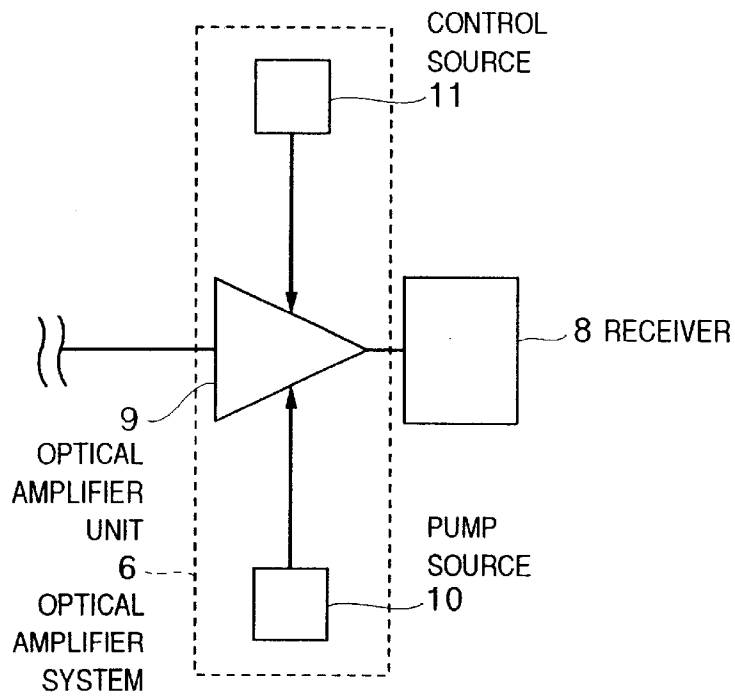 CONTROL
SOURCE
11
8 RECEIVER
9
OPTICAL
AMPLIFIER
UNIT
6
OPTICAL
AMPLIFIER
SYSTEM
PUMP
SOURCE
10